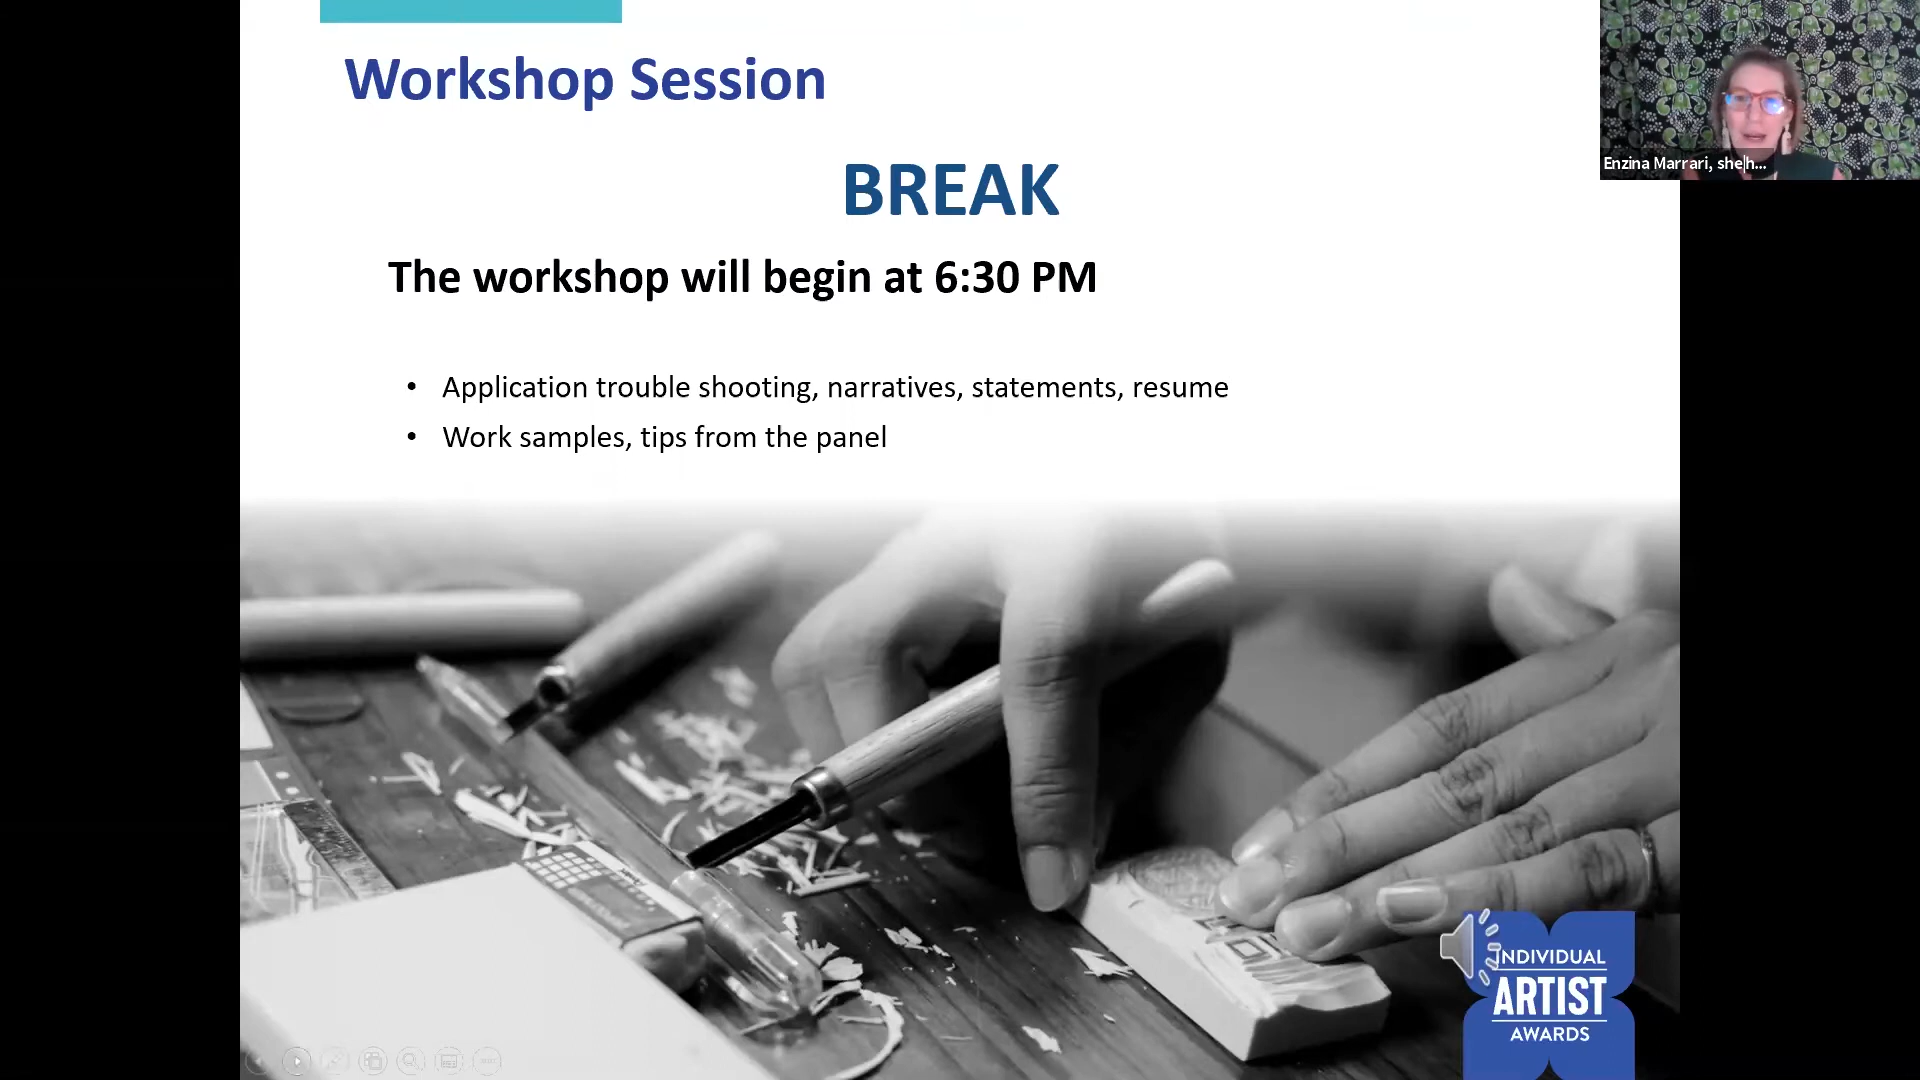 Workshop Session
BREAK
The workshop will begin at 6:30 PM
• Application trouble shooting, narratives, statements, resume
• Work samples, tips from the panel
Enzina Marrari, she|h...
INDIVIDUAL
ARTIST
AWARDS